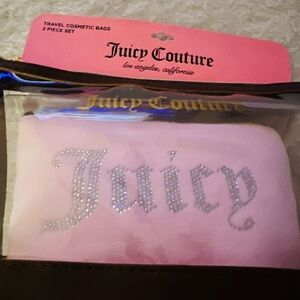 TRAVEL COSMETIC BAGS
2 PIECE SET
Juicy Couture
los angeles, california
Juicy Couture
Juicy